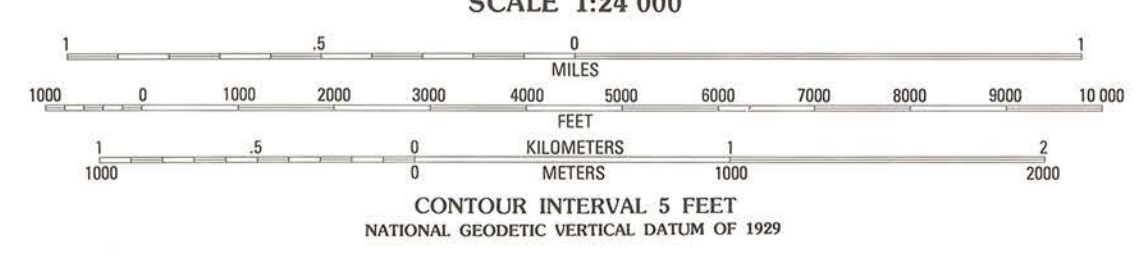 SCALE 1:24 000
1 .5 0 1
MILES
1000 0 1000 2000 3000 4000 5000 6000 7000 8000 9000 10 000
FEET
1 .5 0 KILOMETERS 1 2
1000 0 METERS 1000 2000
CONTOUR INTERVAL 5 FEET
NATIONAL GEODETIC VERTICAL DATUM OF 1929